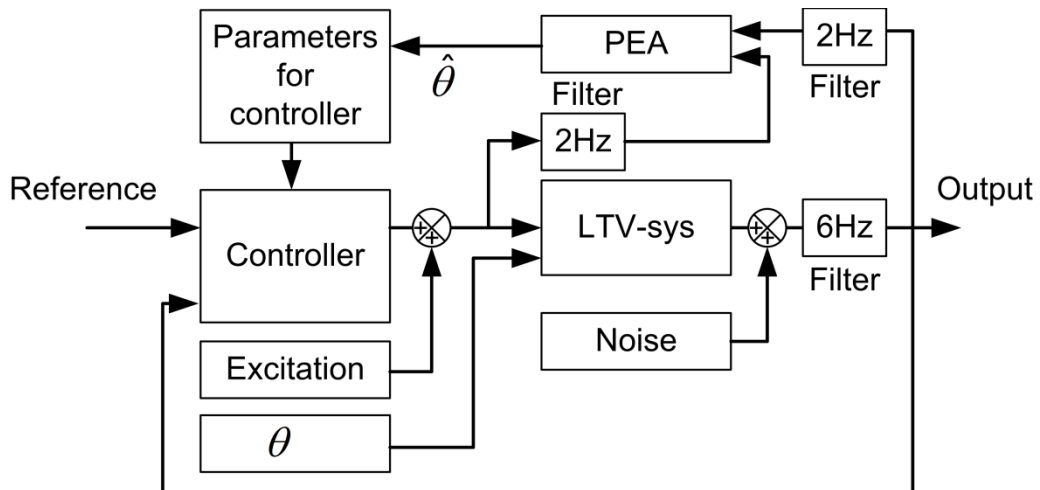 Parameters
for
controller
θ̂
PEA
2Hz
Filter
Filter
2Hz
Reference
Controller
++
LTV-sys
++
6Hz
Filter
Output
Excitation
Noise
θ